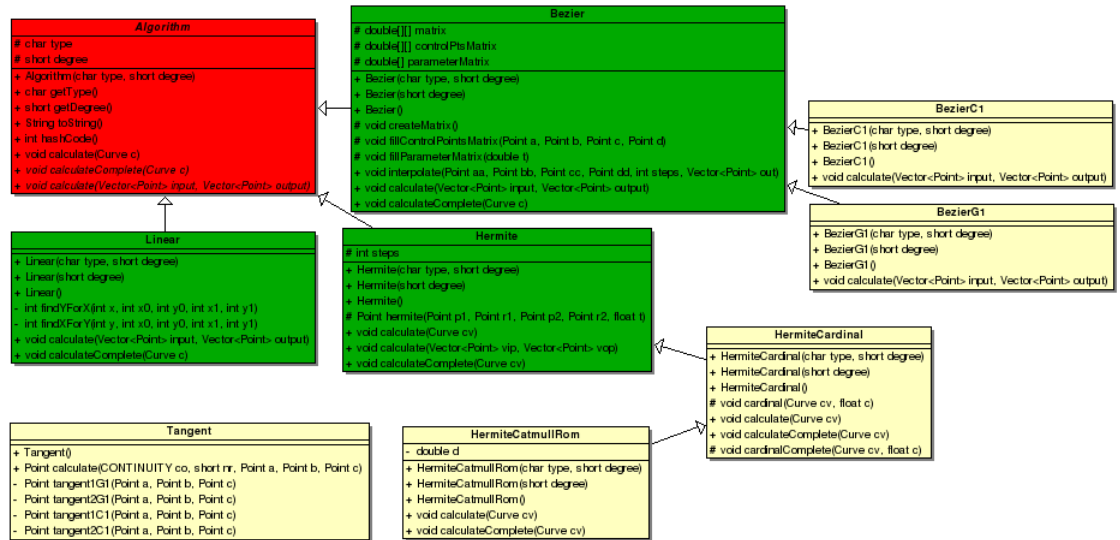 Algorithm
# char type
# short degree
+ Algorithm(char type, short degree)
+ char getType()
+ short getDegree()
+ String toString()
+ int hashCode()
+ void calculate(Curve c)
+ void calculateComplete(Curve c)
+ void calculate(Vector<Point> input, Vector<Point> output)
Bezier
# double[][] matrix
# double[][] controlPtsMatrix
# double[] parameterMatrix
+ Bezier(char type, short degree)
+ Bezier(short degree)
+ Bezier()
# void createMatrix()
# void fillControlPointsMatrix(Point a, Point b, Point c, Point d)
# void fillParameterMatrix(double t)
+ void interpolate(Point aa, Point bb, Point cc, Point dd, int steps, Vector<Point> out)
+ void calculate(Vector<Point> input, Vector<Point> output)
+ void calculateComplete(Curve c)
BezierC1
+ BezierC1(char type, short degree)
+ BezierC1(short degree)
+ BezierC1()
+ void calculate(Vector<Point> input, Vector<Point> output)
BezierG1
+ BezierG1(char type, short degree)
+ BezierG1(short degree)
+ BezierG1()
+ void calculate(Vector<Point> input, Vector<Point> output)
Linear
+ Linear(char type, short degree)
+ Linear(short degree)
+ Linear()
- int findYForX(int x, int x0, int y0, int x1, int y1)
- int findXForY(int y, int x0, int y0, int x1, int y1)
+ void calculate(Vector<Point> input, Vector<Point> output)
+ void calculateComplete(Curve c)
Hermite
# int steps
+ Hermite(char type, short degree)
+ Hermite(short degree)
+ Hermite()
# Point hermite(Point p1, Point r1, Point p2, Point r2, float t)
+ void calculate(Curve cv)
+ void calculate(Vector<Point> vip, Vector<Point> vop)
+ void calculateComplete(Curve cv)
HermiteCardinal
+ HermiteCardinal(char type, short degree)
+ HermiteCardinal(short degree)
+ HermiteCardinal()
# void cardinal(Curve cv, float c)
+ void calculate(Curve cv)
+ void calculateComplete(Curve cv)
# void cardinalComplete(Curve cv, float c)
Tangent
+ Tangent()
+ Point calculate(CONTINUITY co, short nr, Point a, Point b, Point c)
- Point tangent1G1(Point a, Point b, Point c)
- Point tangent2G1(Point a, Point b, Point c)
- Point tangent1C1(Point a, Point b, Point c)
- Point tangent2C1(Point a, Point b, Point c)
HermiteCatmullRom
- double d
+ HermiteCatmullRom(char type, short degree)
+ HermiteCatmullRom(short degree)
+ HermiteCatmullRom()
+ void calculate(Curve cv)
+ void calculateComplete(Curve cv)